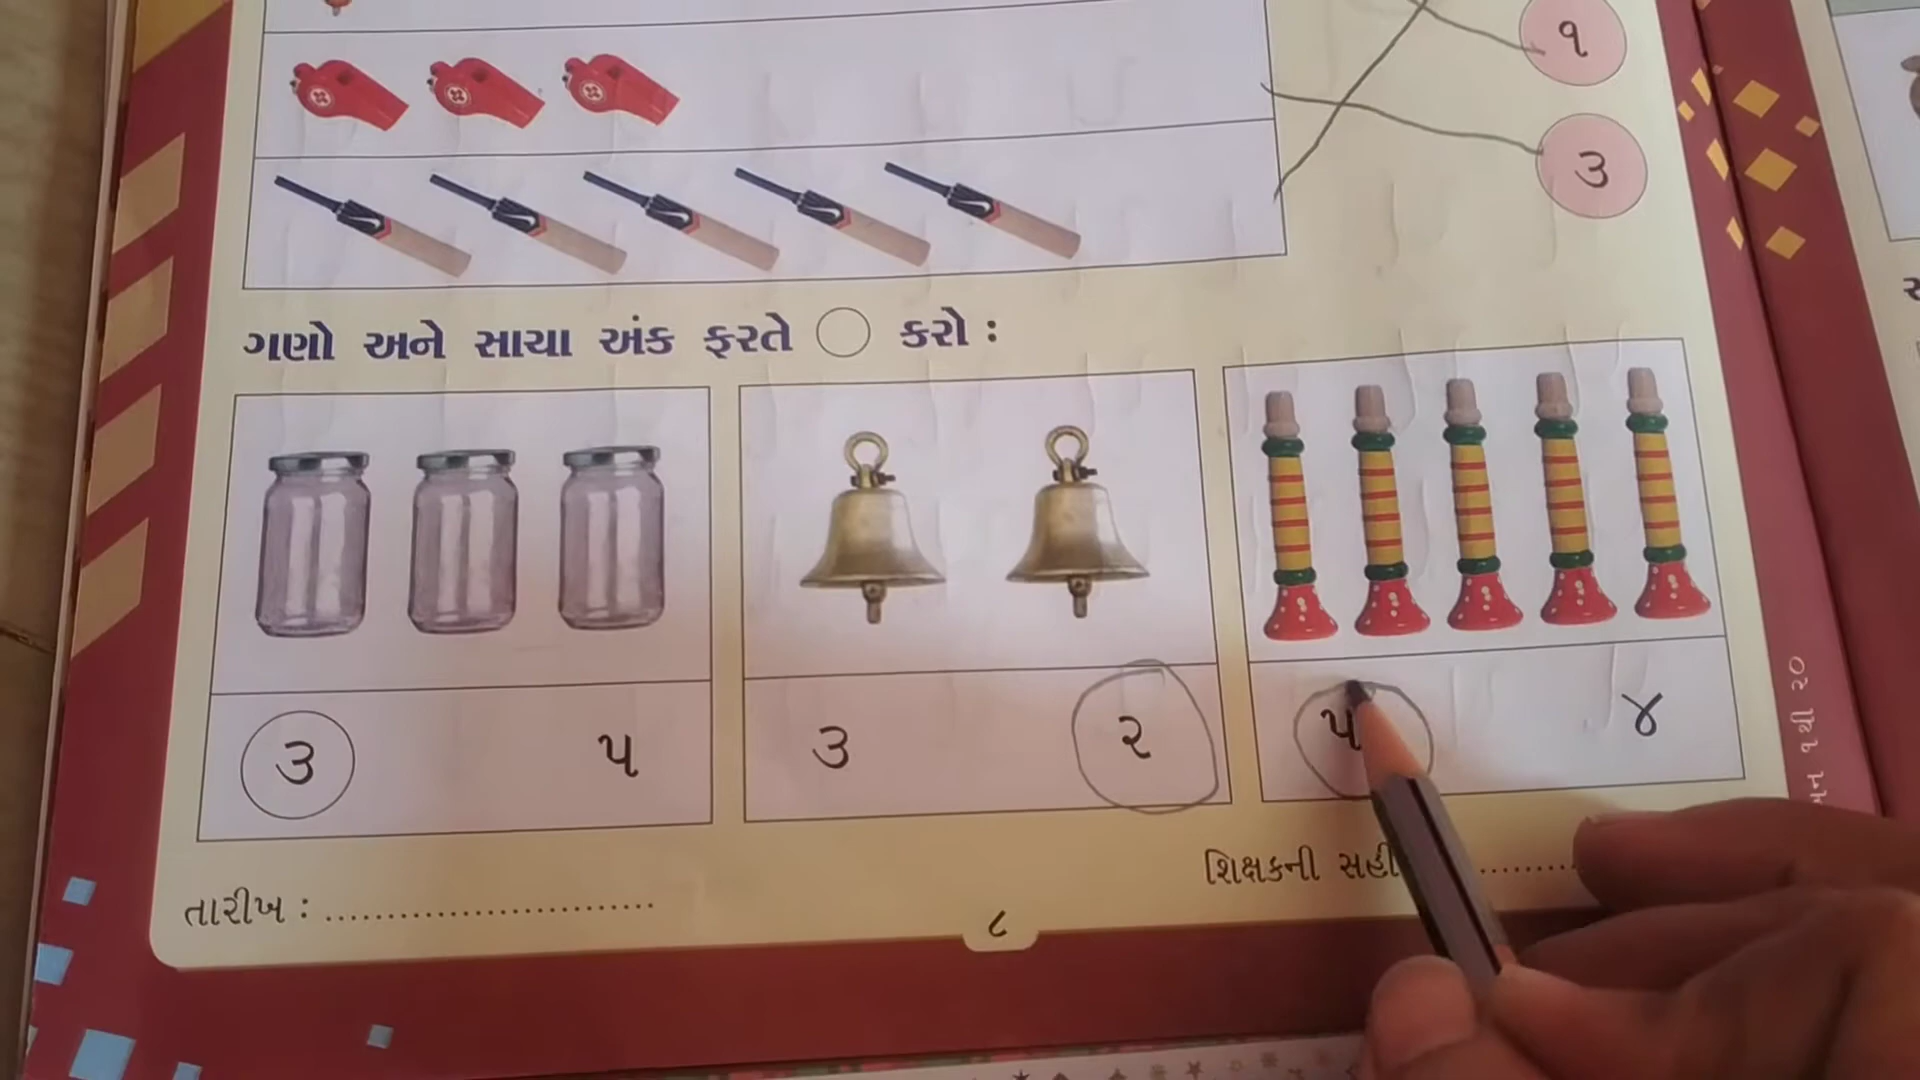 ૧
૩
ગણો અને સાચા અંક ફરતે ◯ કરો :
૩ ૫ ૩ ૨ ૫ ૪
તારીખ : ............................ શિક્ષકની સહી
૮